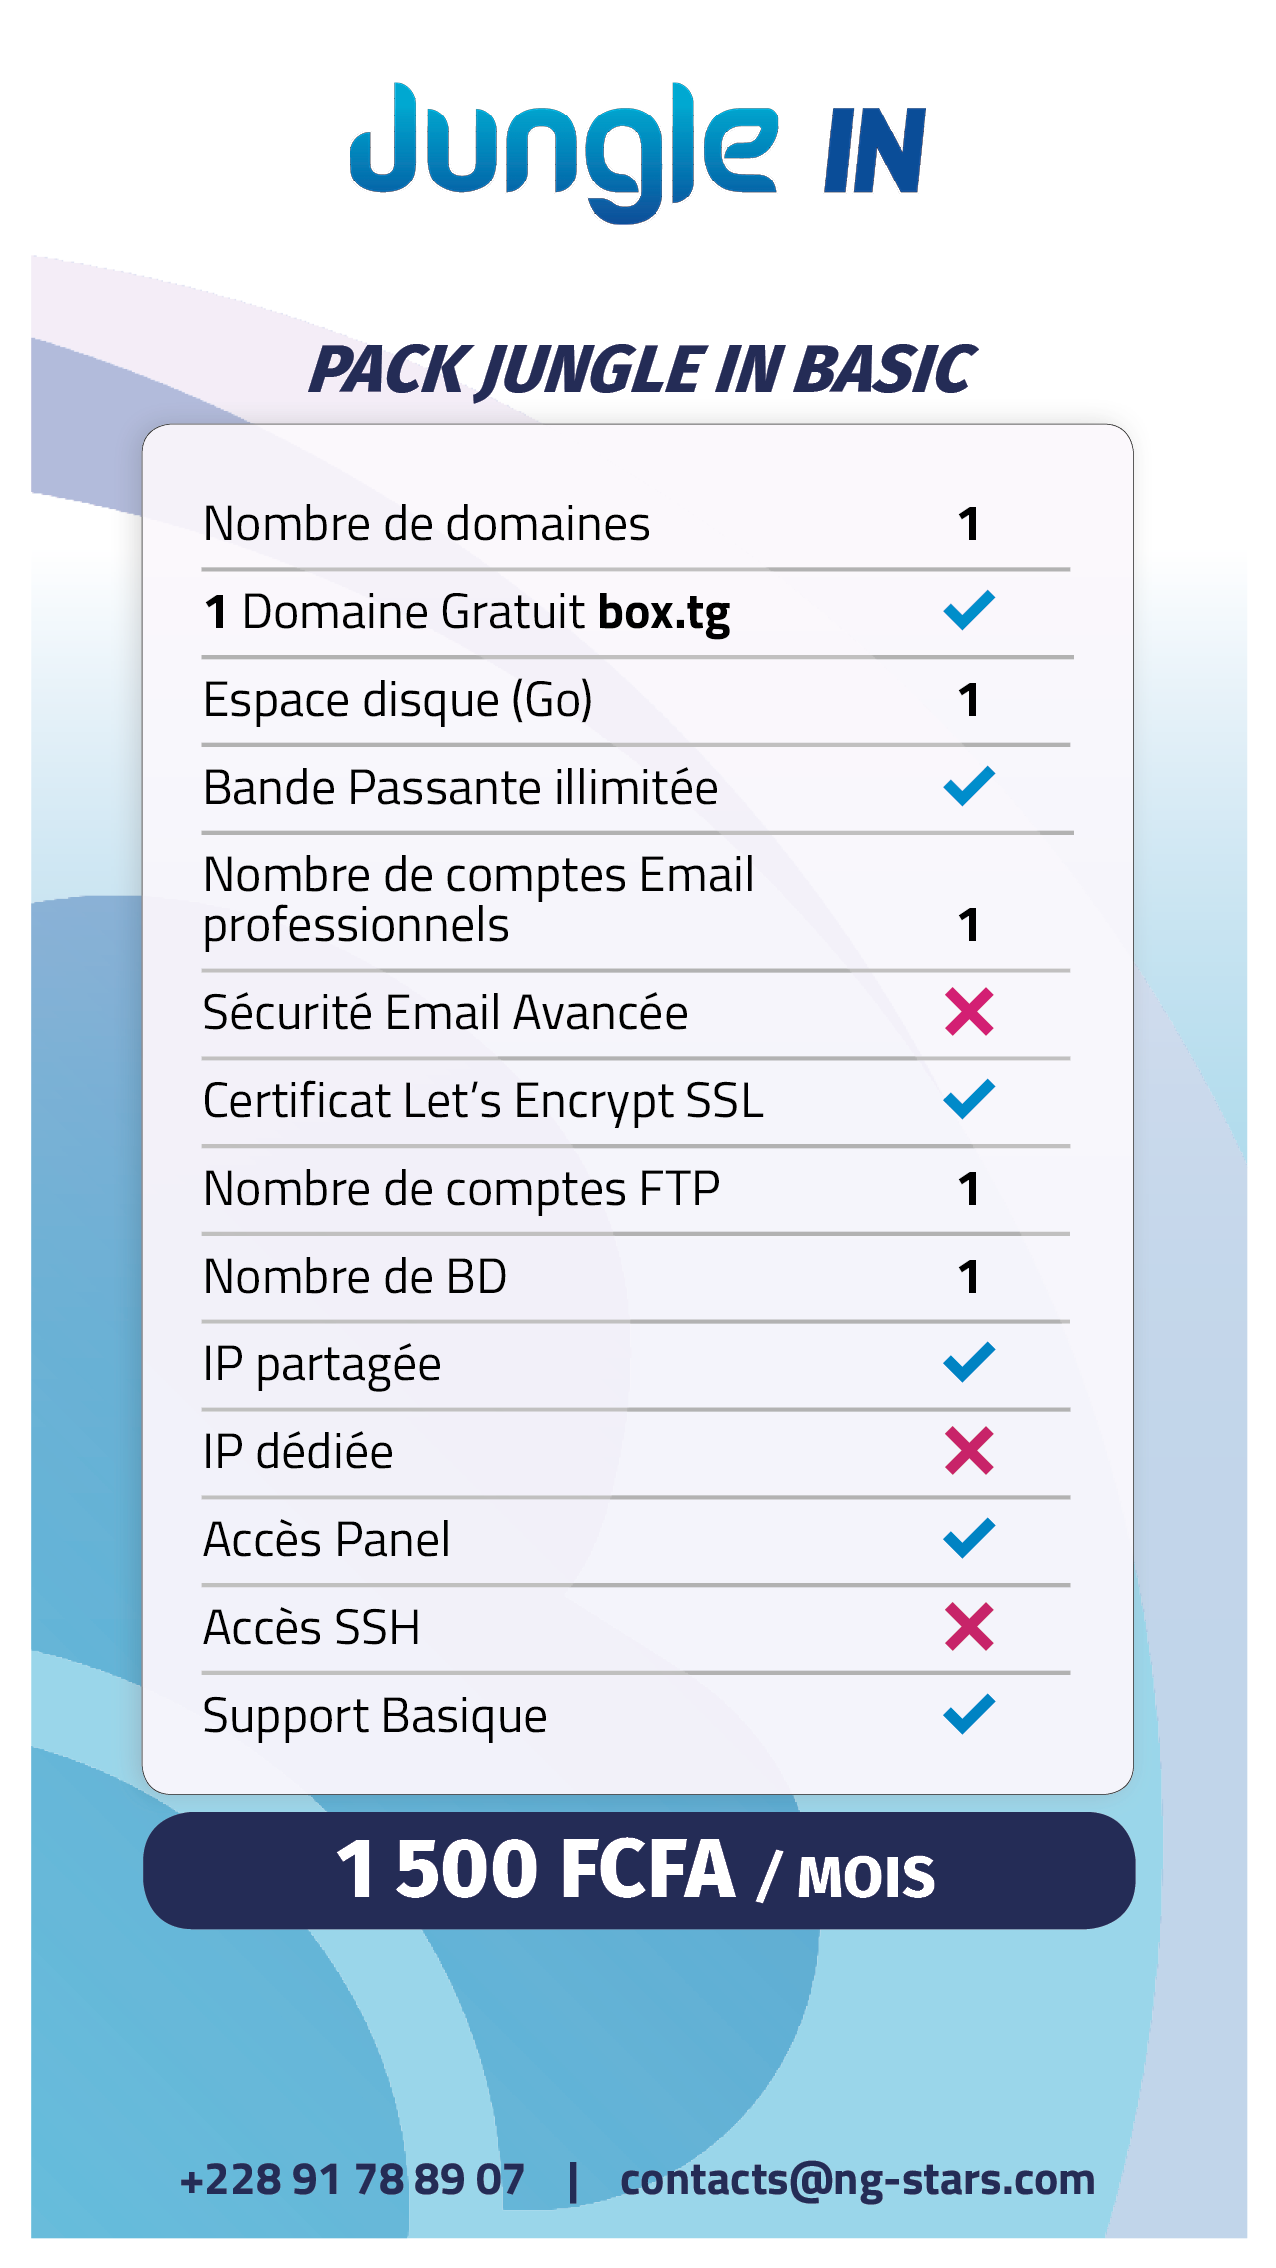 Jungle IN
PACK JUNGLE IN BASIC
Nombre de domaines 1
1 Domaine Gratuit box.tg
Espace disque (Go) 1
Bande Passante illimitée
Nombre de comptes Email
professionnels 1
Sécurité Email Avancée
Certificat Let’s Encrypt SSL
Nombre de comptes FTP 1
Nombre de BD 1
IP partagée
IP dédiée
Accès Panel
Accès SSH
Support Basique
1 500 FCFA / MOIS
+228 91 78 89 07 | contacts@ng-stars.com